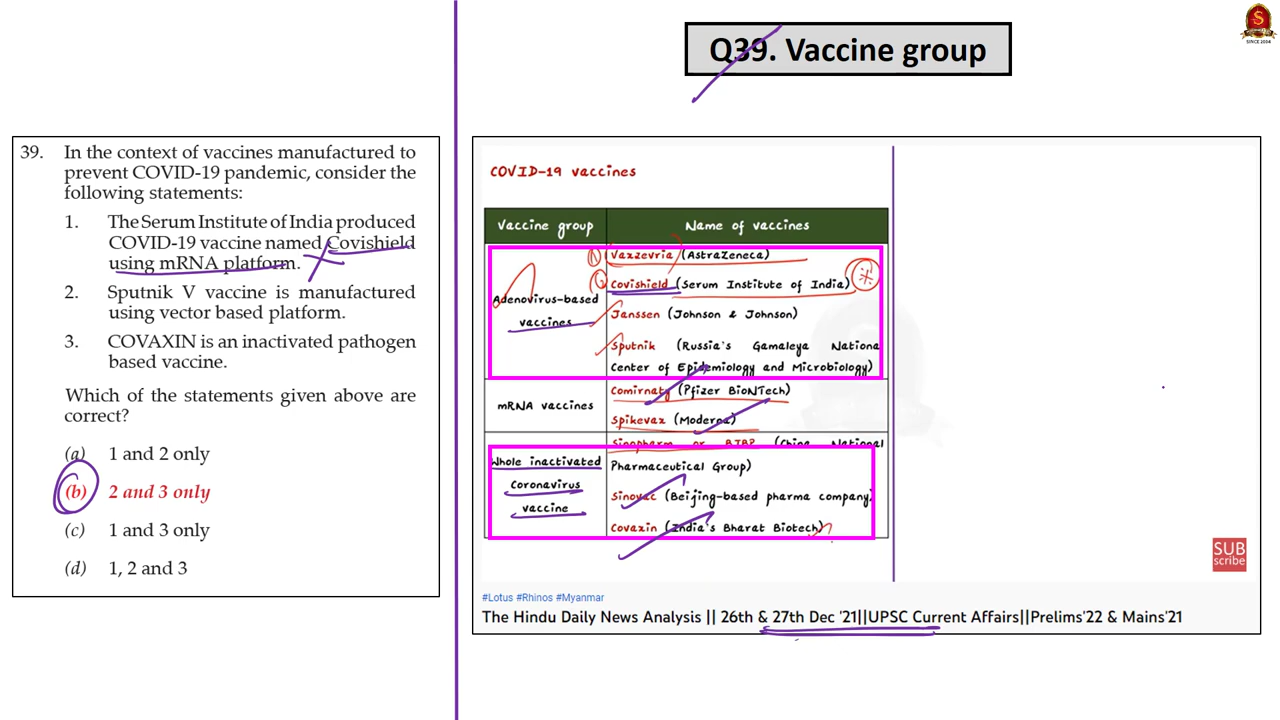 Q39. Vaccine group
SINCE 2004
39. In the context of vaccines manufactured to
prevent COVID-19 pandemic, consider the
following statements:
1. The Serum Institute of India produced
COVID-19 vaccine named Covishield
using mRNA platform.
2. Sputnik V vaccine is manufactured
using vector based platform.
3. COVAXIN is an inactivated pathogen
based vaccine.
Which of the statements given above are
correct?
(a) 1 and 2 only
(b) 2 and 3 only
(c) 1 and 3 only
(d) 1, 2 and 3
COVID-19 vaccines
Vaccine group Name of vaccines
Adenovirus-based
vaccines
Vaxzevria (AstraZeneca)
Covishield (Serum Institute of India)
Janssen (Johnson & Johnson)
Sputnik (Russia's Gamaleya National
Center of Epidemiology and Microbiology)
mRNA vaccines
Comirnaty (Pfizer BioNTech)
Spikevax (Moderna)
Whole inactivated
Coronavirus
vaccine
Sinopharm or BIBP (China National
Pharmaceutical Group)
Sinovac (Beijing-based pharma company)
Covaxin (India's Bharat Biotech)
SUB
scribe
#Lotus #Rhinos #Myanmar
The Hindu Daily News Analysis || 26th & 27th Dec '21||UPSC Current Affairs||Prelims'22 & Mains'21